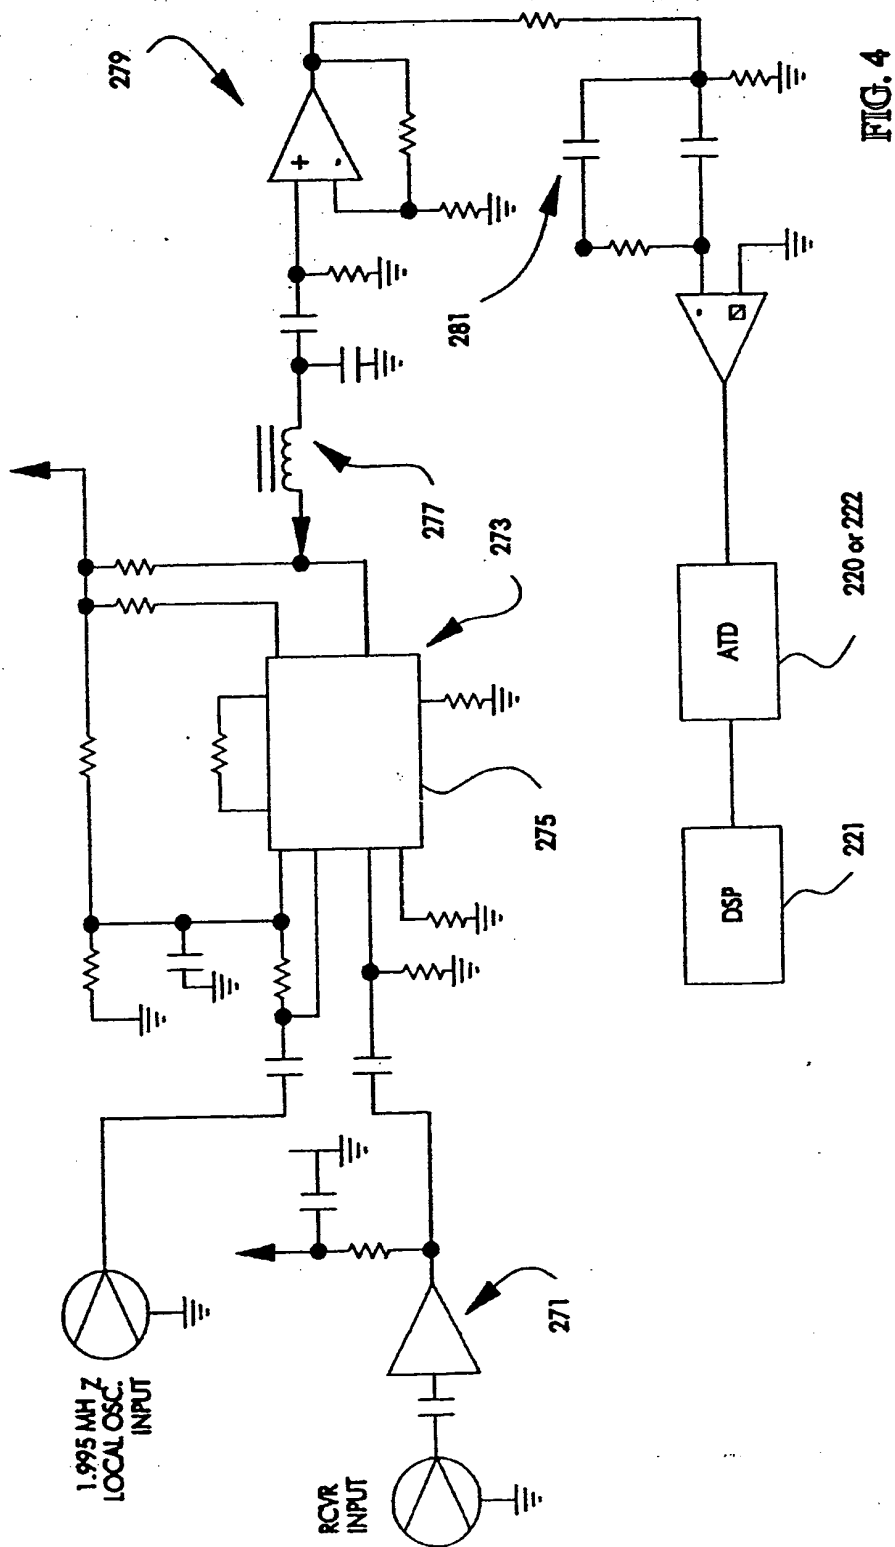 1.995 MH Z
LOCAL OSC.
INPUT
RCVR
INPUT
271
273
275
277
279
+
-
281
-
ATD
220 or 222
DSP
221
FIG. 4